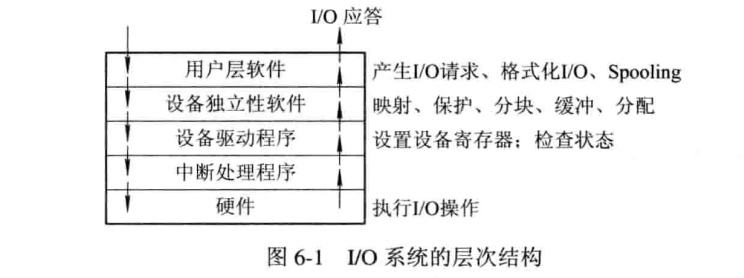 I/O 应答
用户层软件 产生I/O请求、格式化I/O、Spooling
设备独立性软件 映射、保护、分块、缓冲、分配
设备驱动程序 设置设备寄存器；检查状态
中断处理程序
硬件 执行I/O操作
图 6-1 I/O 系统的层次结构